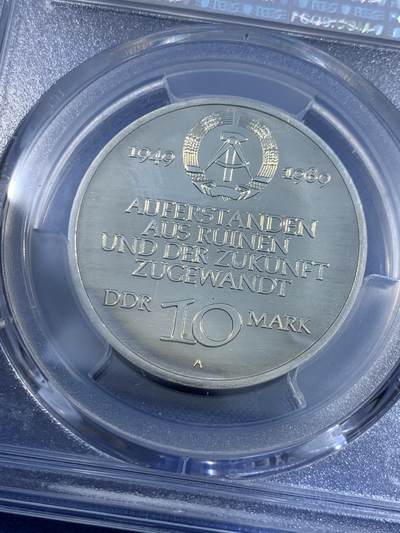 1949 1989
AUFERSTANDEN
AUS RUINEN
UND DER ZUKUNFT
ZUGEWANDT
DDR 10 MARK
A